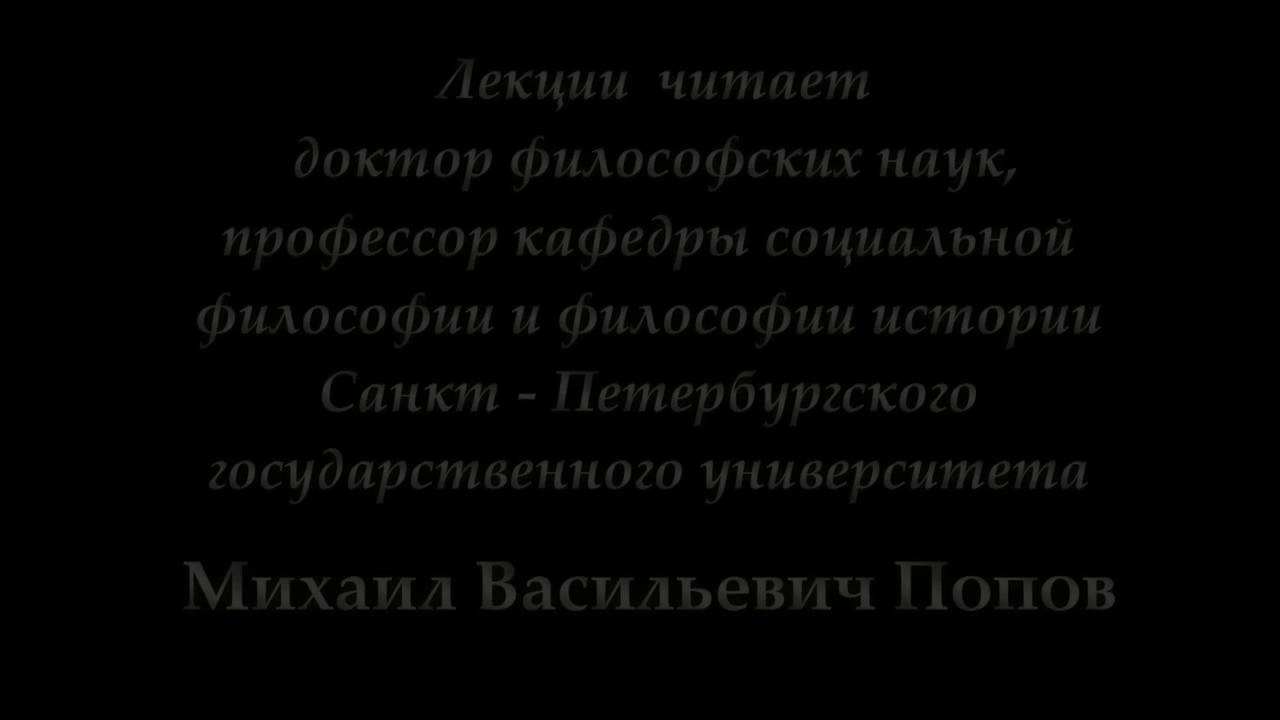 Лекции читает
доктор философских наук,
профессор кафедры социальной
философии и философии истории
Санкт - Петербургского
государственного университета
Михаил Васильевич Попов